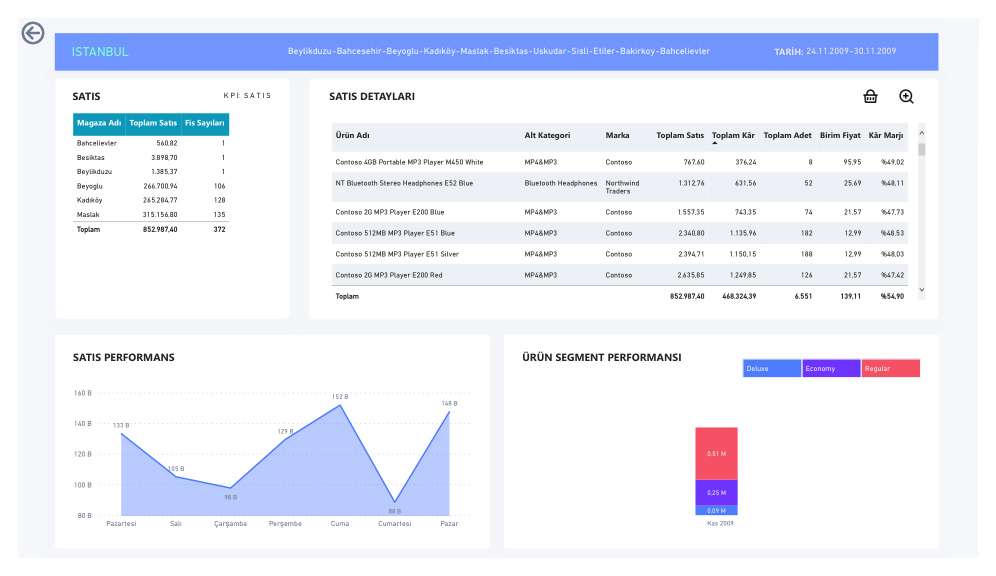 ISTANBUL
Beylikduzu-Bahcesehir-Beyoglu-Kadıköy-Maslak-Besiktas-Uskudar-Sisli-Etiler-Bakirkoy-Bahcelievler
TARİH: 24.11.2009-30.11.2009
SATIS
KPI: SATIS
Magaza Adı Toplam Satıs Fis Sayıları
Bahcelievler 560,82 1
Besiktas 3.898,70 1
Beylikduzu 1.385,37 1
Beyoglu 266.700,94 106
Kadıköy 265.284,77 128
Maslak 315.156,80 135
Toplam 852.987,40 372
SATIS DETAYLARI
Ürün Adı Alt Kategori Marka Toplam Satıs Toplam Kâr Toplam Adet Birim Fiyat Kâr Marjı
Contoso 4GB Portable MP3 Player M450 White MP4&MP3 Contoso 767,60 376,24 8 95,95 %49,02
NT Bluetooth Stereo Headphones E52 Blue Bluetooth Headphones Northwind Traders 1.312,76 631,56 52 25,69 %48,11
Contoso 2G MP3 Player E200 Blue MP4&MP3 Contoso 1.557,35 743,35 74 21,57 %47,73
Contoso 512MB MP3 Player E51 Blue MP4&MP3 Contoso 2.340,80 1.135,96 182 12,99 %48,53
Contoso 512MB MP3 Player E51 Silver MP4&MP3 Contoso 2.394,71 1.150,15 188 12,99 %48,03
Contoso 2G MP3 Player E200 Red MP4&MP3 Contoso 2.635,85 1.249,85 126 21,57 %47,42
Toplam 852.987,40 468.324,39 6.551 139,11 %54,90
SATIS PERFORMANS
160 B
140 B
120 B
100 B
80 B
133 B
105 B
98 B
129 B
152 B
88 B
148 B
Pazartesi Salı Çarşamba Perşembe Cuma Cumartesi Pazar
ÜRÜN SEGMENT PERFORMANSI
Deluxe Economy Regular
0,51 M
0,25 M
0,09 M
Kas 2009